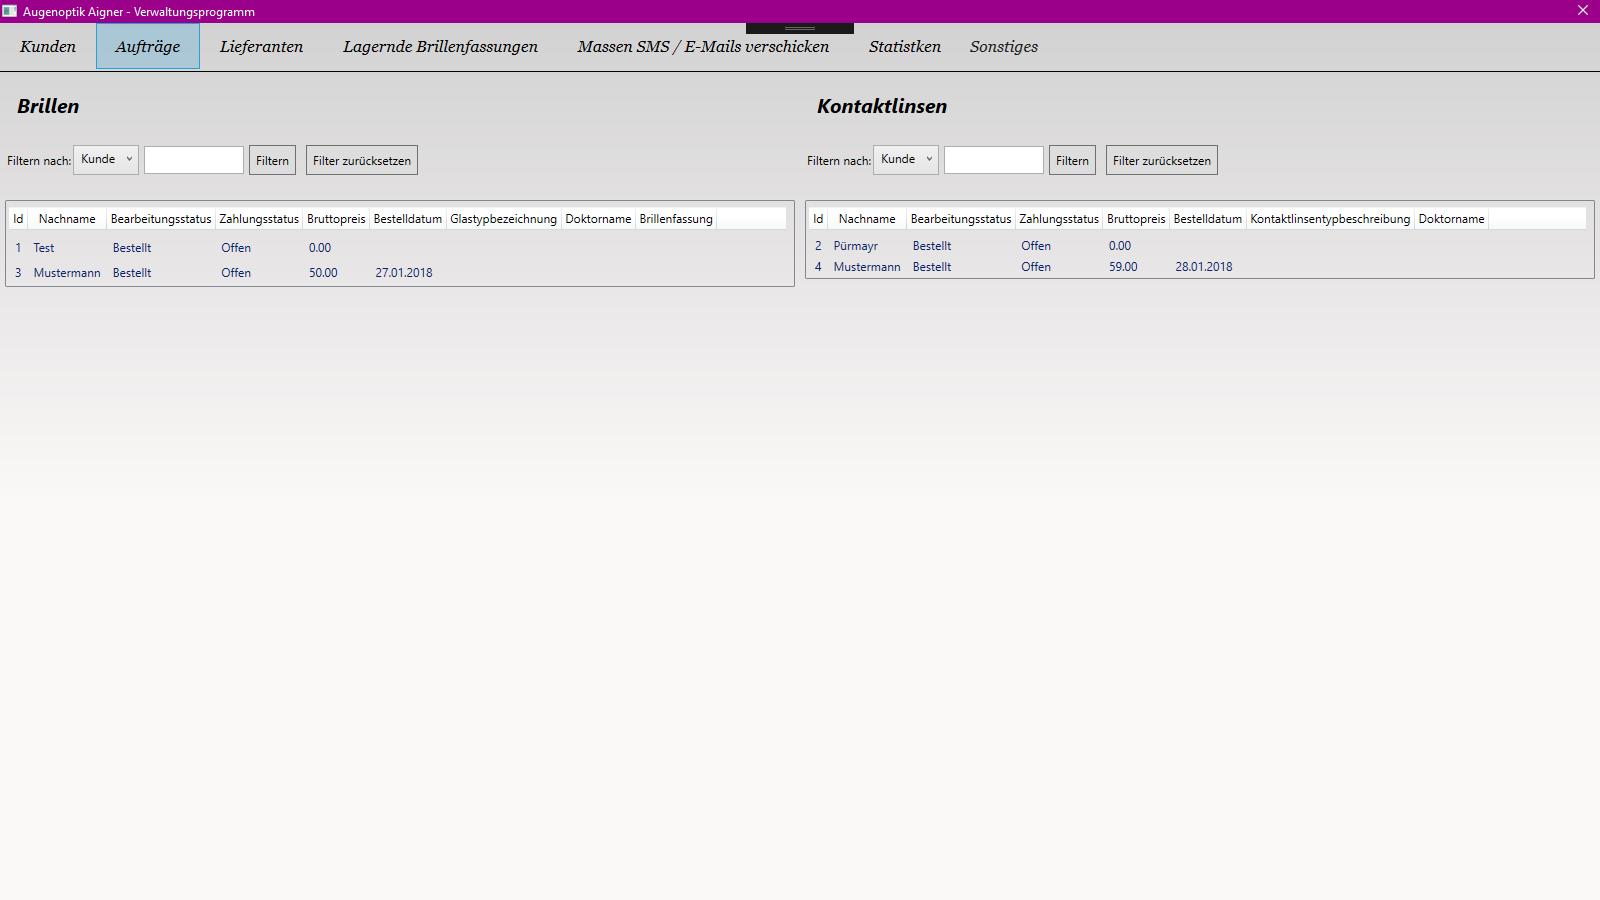 Augenoptik Aigner - Verwaltungsprogramm
Kunden Aufträge Lieferanten Lagernde Brillenfassungen Massen SMS / E-Mails verschicken Statistken Sonstiges
Brillen
Filtern nach: Kunde Filtern Filter zurücksetzen
Id Nachname Bearbeitungsstatus Zahlungsstatus Bruttopreis Bestelldatum Glastypbezeichnung Doktorname Brillenfassung
1 Test Bestellt Offen 0.00
3 Mustermann Bestellt Offen 50.00 27.01.2018
Kontaktlinsen
Filtern nach: Kunde Filtern Filter zurücksetzen
Id Nachname Bearbeitungsstatus Zahlungsstatus Bruttopreis Bestelldatum Kontaktlinsentypbeschreibung Doktorname
2 Pürmayr Bestellt Offen 0.00
4 Mustermann Bestellt Offen 59.00 28.01.2018